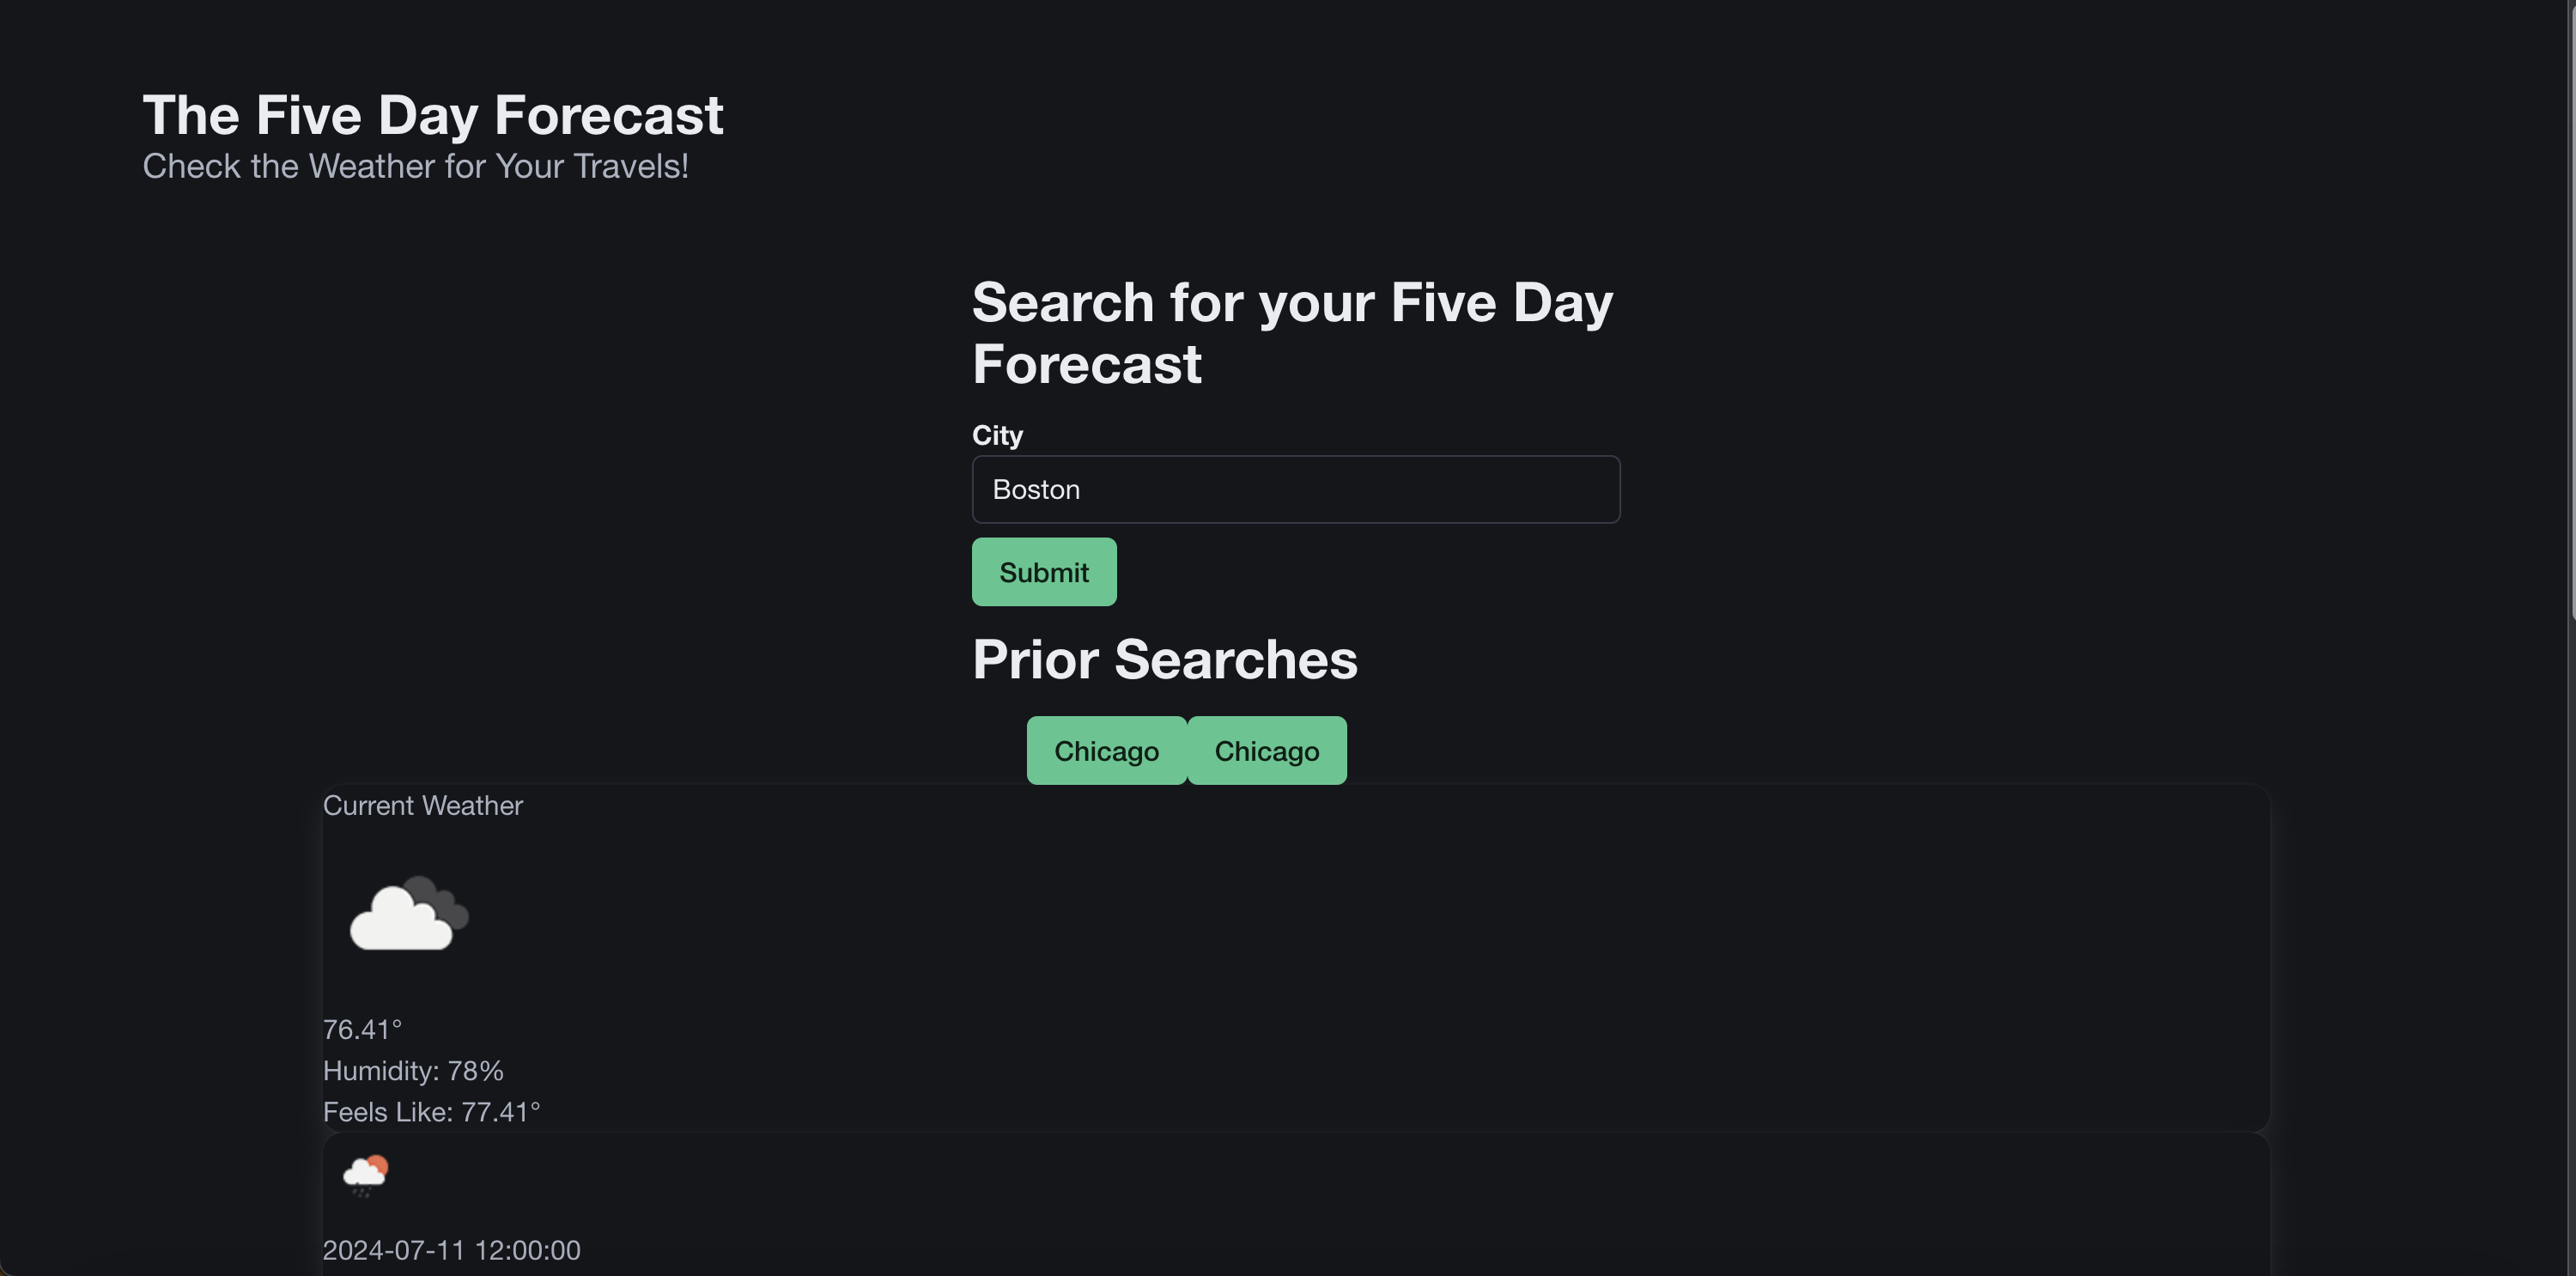 The Five Day Forecast
Check the Weather for Your Travels!
Search for your Five Day
Forecast
City
Boston
Submit
Prior Searches
Chicago Chicago
Current Weather
76.41°
Humidity: 78%
Feels Like: 77.41°
2024-07-11 12:00:00